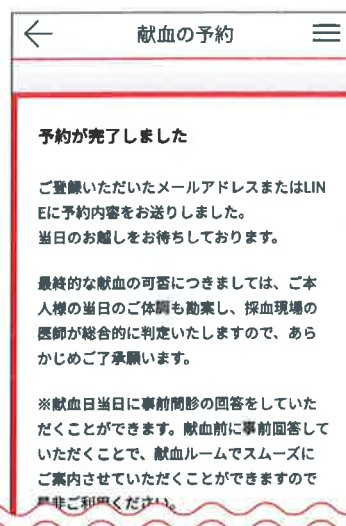 献血の予約
予約が完了しました
ご登録いただいたメールアドレスまたはLIN
Eに予約内容をお送りしました。
当日のお越しをお待ちしております。
最終的な献血の可否につきましては、ご本
人様の当日のご体調も勘案し、採血現場の
医師が総合的に判定いたしますので、あら
かじめご了承願います。
※献血日当日に事前問診の回答をしていた
だくことができます。献血前に事前回答して
いただくことで、献血ルームでスムーズに
ご案内させていただくことができますので
是非ご利用ください。